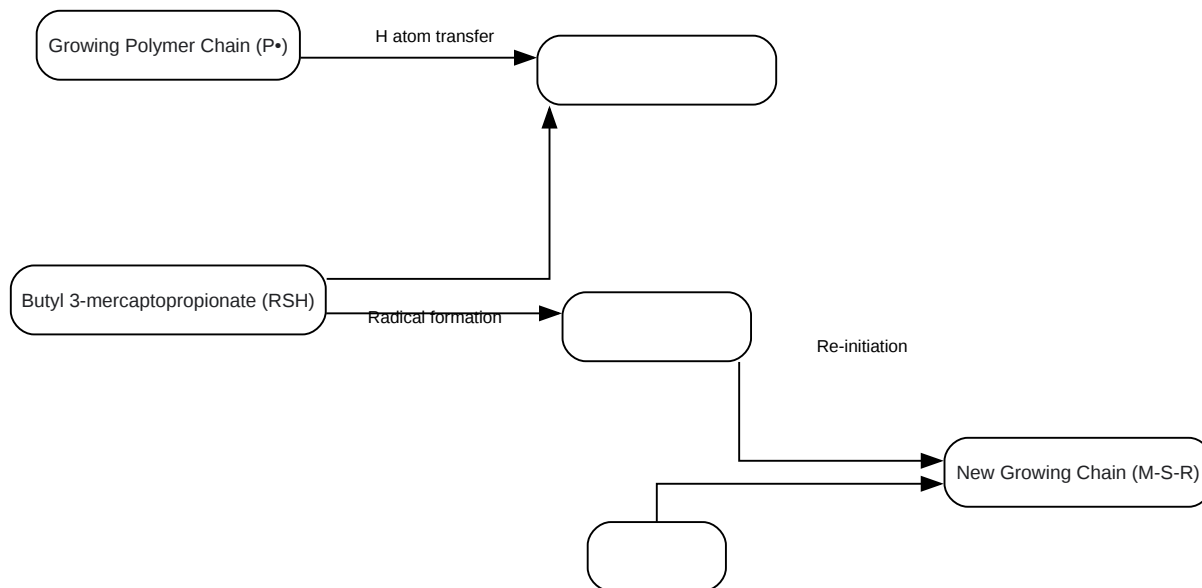 Growing Polymer Chain (P•)
H atom transfer
Butyl 3-mercaptopropionate (RSH)
Radical formation
Re-initiation
New Growing Chain (M-S-R)